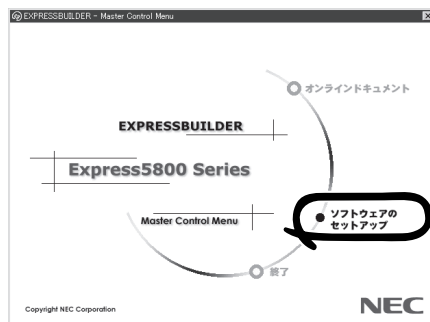 EXPRESSBUILDER - Master Control Menu
オンラインドキュメント
EXPRESSBUILDER
Express5800 Series
ソフトウェアの
セットアップ
Master Control Menu
終了
Copyright NEC Corporation
NEC